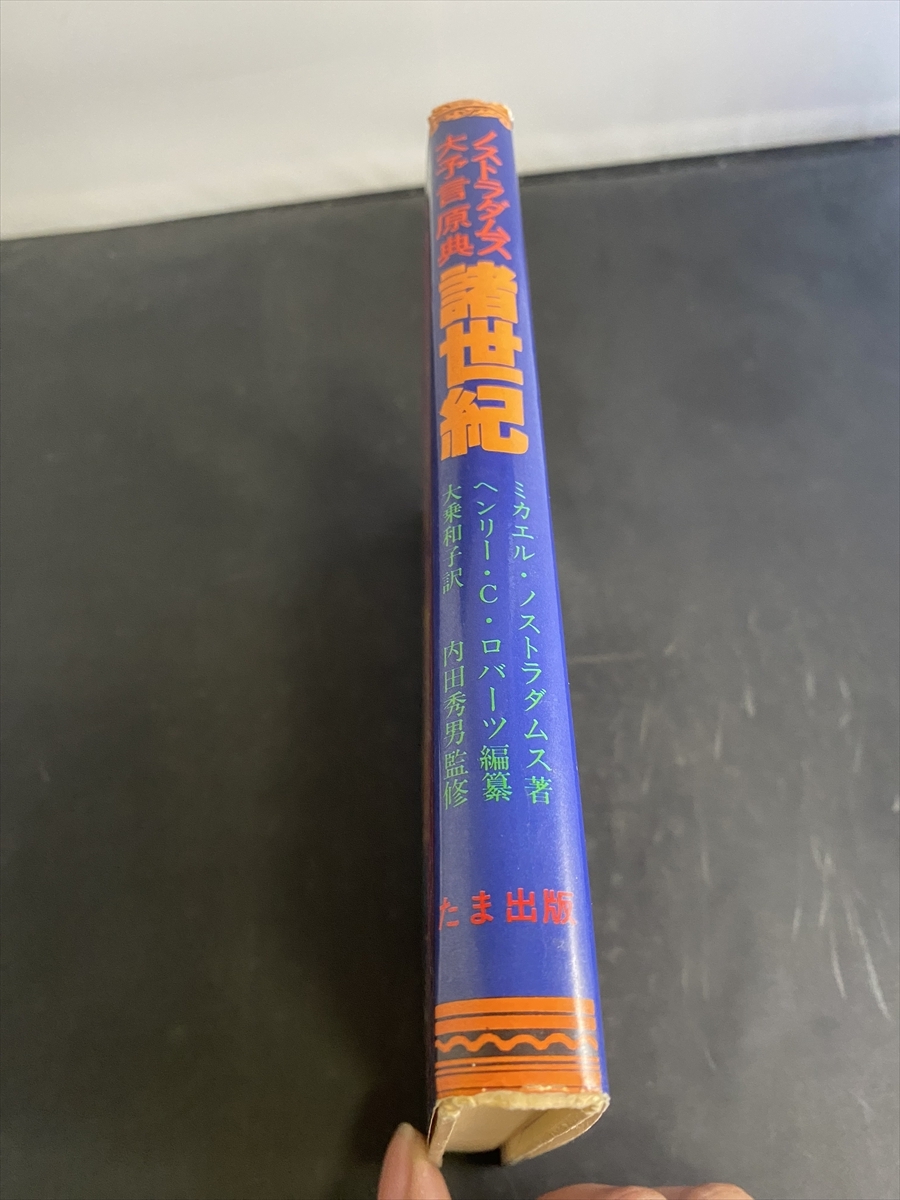 ノストラダムス
大予言原典
諸世紀
ミカエル・ノストラダムス著
ヘンリー・C・ロバーツ編纂
大乗和子訳 内田秀男監修
たま出版